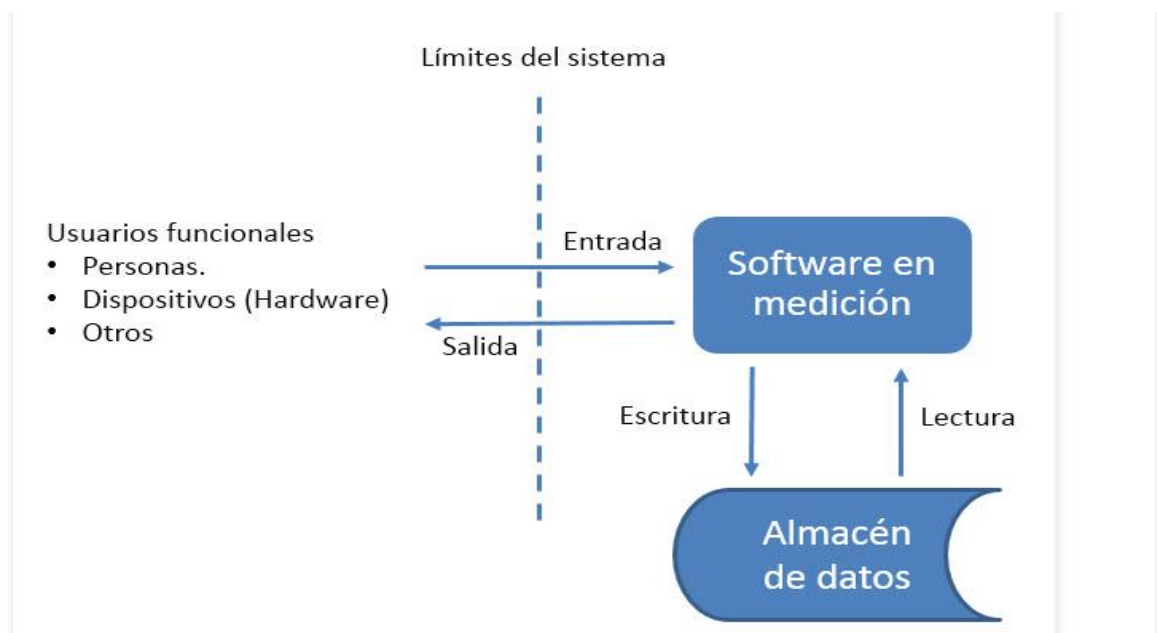 Límites del sistema
Usuarios funcionales
• Personas.
• Dispositivos (Hardware)
• Otros
Entrada
Salida
Software en
medición
Escritura
Lectura
Almacén
de datos